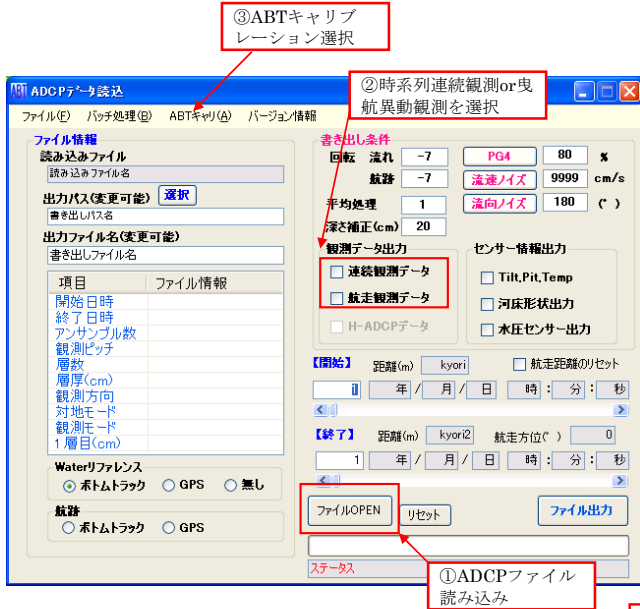 ③ABTキャリブ
レーション選択
ADCPデータ読込
②時系列連続観測or曳
航異動観測を選択
ファイル(F) バッチ処理(B) ABTキャリ(A) バージョン情報
ファイル情報
読み込みファイル
読み込みファイル名
出力パス(変更可能) 選択
書き出しパス名
出力ファイル名(変更可能)
書き出しファイル名
項目 ファイル情報
開始日時
終了日時
アンサンブル数
観測ピッチ
層数
層厚(cm)
観測方向
対地モード
観測モード
1層目(cm)
Waterリファレンス
ボトムトラック GPS 無し
航跡
ボトムトラック GPS
書き出し条件
回転 流れ -7 PG4 80 %
航跡 -7 流速ノイズ 9999 cm/s
平均処理 1 流向ノイズ 180 (°)
深さ補正(cm) 20
観測データ出力
連続観測データ
航走観測データ
H-ADCPデータ
センサー情報出力
Tilt,Pit,Temp
河床形状出力
水圧センサー出力
【開始】 距離(m) kyori 航走距離のリセット
1 年 / 月 / 日 時 : 分 : 秒
【終了】 距離(m) kyori2 航走方位(°) 0
1 年 / 月 / 日 時 : 分 : 秒
ファイルOPEN リセット ファイル出力
ステータス
①ADCPファイル
読み込み